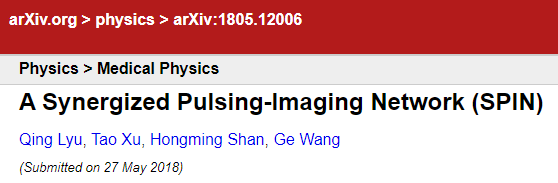 arXiv.org > physics > arXiv:1805.12006
Physics > Medical Physics
A Synergized Pulsing-Imaging Network (SPIN)
Qing Lyu, Tao Xu, Hongming Shan, Ge Wang
(Submitted on 27 May 2018)